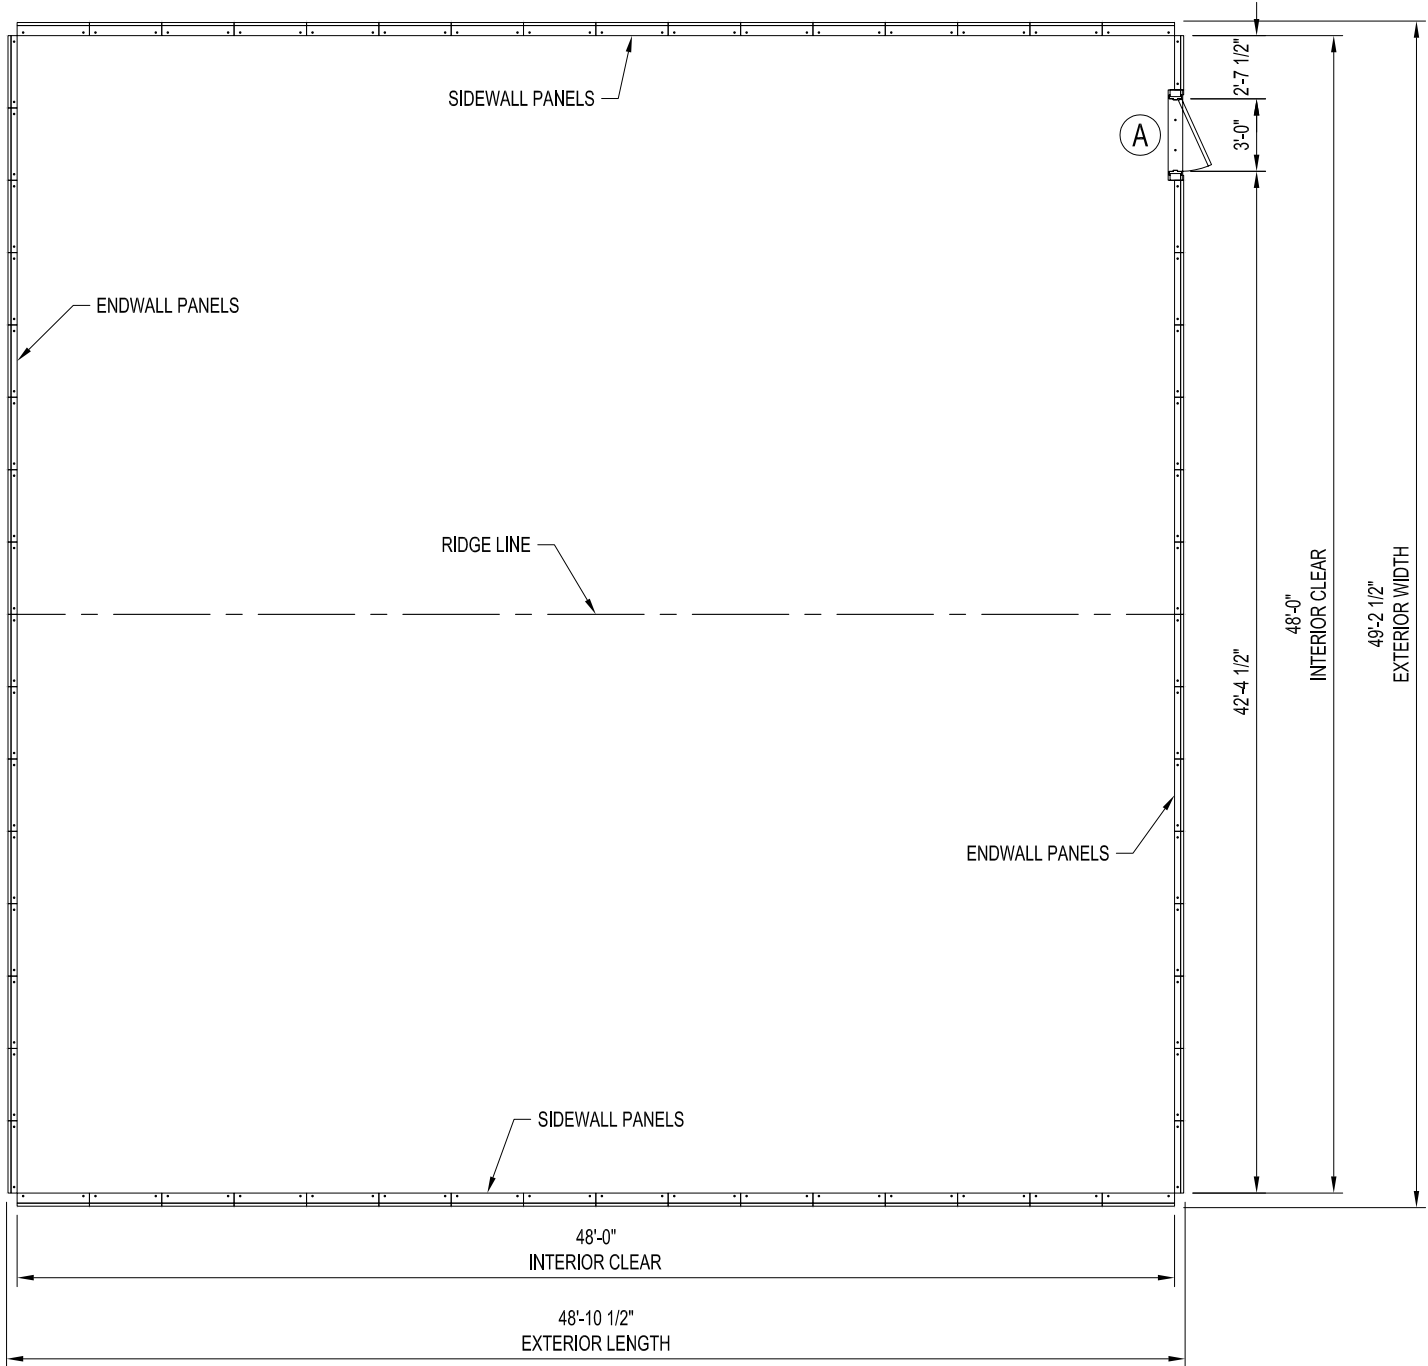 2'-7 1/2"
SIDEWALL PANELS
A
3'-0"
ENDWALL PANELS
RIDGE LINE
48'-0"
INTERIOR CLEAR
49'-2 1/2"
EXTERIOR WIDTH
42'-4 1/2"
ENDWALL PANELS
SIDEWALL PANELS
48'-0"
INTERIOR CLEAR
48'-10 1/2"
EXTERIOR LENGTH